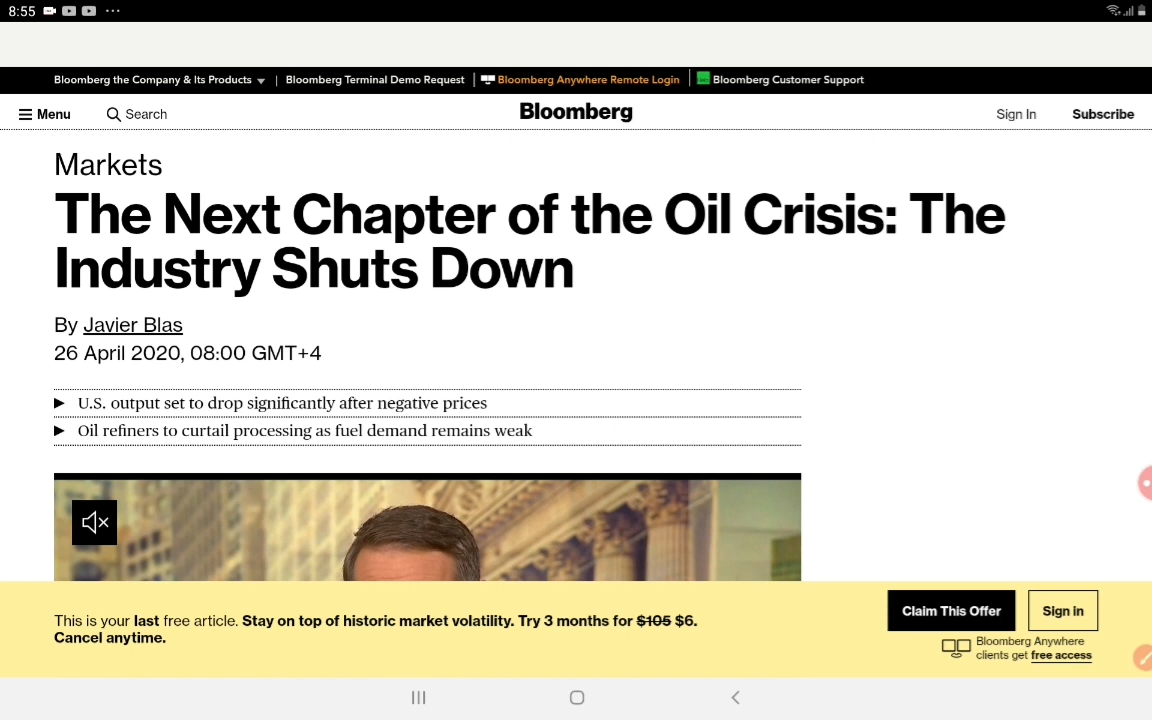 8:55
Bloomberg the Company & Its Products | Bloomberg Terminal Demo Request | Bloomberg Anywhere Remote Login | Bloomberg Customer Support
Menu Search Bloomberg Sign In Subscribe
Markets
The Next Chapter of the Oil Crisis: The
Industry Shuts Down
By Javier Blas
26 April 2020, 08:00 GMT+4
U.S. output set to drop significantly after negative prices
Oil refiners to curtail processing as fuel demand remains weak
This is your last free article. Stay on top of historic market volatility. Try 3 months for $105 $6.
Cancel anytime.
Claim This Offer Sign in
Bloomberg Anywhere
clients get free access